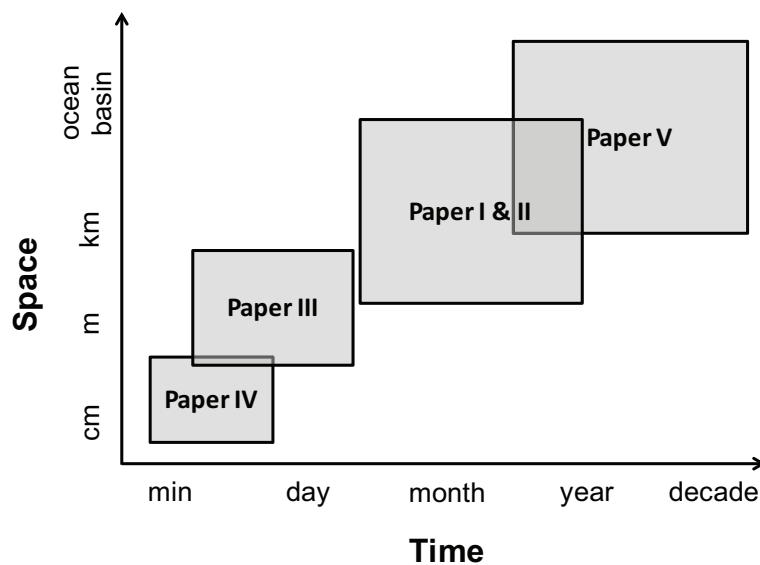 ocean
basin
Paper V
Paper I & II
km
Space
Paper III
m
Paper IV
cm
min day month year decade
Time